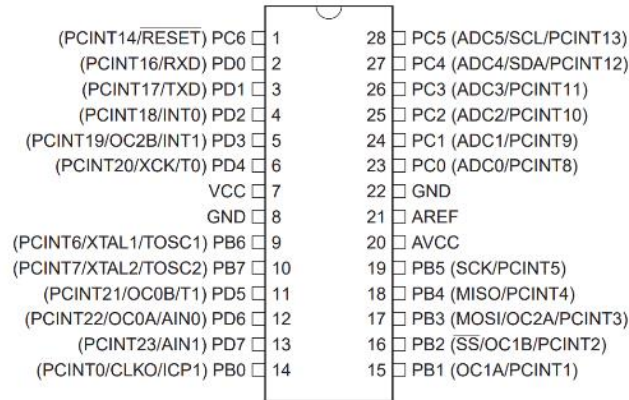 (PCINT14/RESET) PC6 1 28 PC5 (ADC5/SCL/PCINT13)
(PCINT16/RXD) PD0 2 27 PC4 (ADC4/SDA/PCINT12)
(PCINT17/TXD) PD1 3 26 PC3 (ADC3/PCINT11)
(PCINT18/INT0) PD2 4 25 PC2 (ADC2/PCINT10)
(PCINT19/OC2B/INT1) PD3 5 24 PC1 (ADC1/PCINT9)
(PCINT20/XCK/T0) PD4 6 23 PC0 (ADC0/PCINT8)
VCC 7 22 GND
GND 8 21 AREF
(PCINT6/XTAL1/TOSC1) PB6 9 20 AVCC
(PCINT7/XTAL2/TOSC2) PB7 10 19 PB5 (SCK/PCINT5)
(PCINT21/OC0B/T1) PD5 11 18 PB4 (MISO/PCINT4)
(PCINT22/OC0A/AIN0) PD6 12 17 PB3 (MOSI/OC2A/PCINT3)
(PCINT23/AIN1) PD7 13 16 PB2 (SS/OC1B/PCINT2)
(PCINT0/CLKO/ICP1) PB0 14 15 PB1 (OC1A/PCINT1)